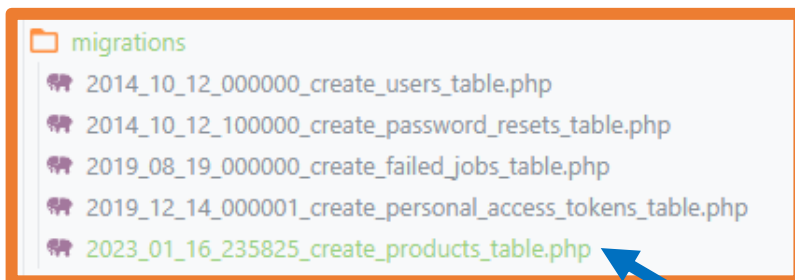 migrations
2014_10_12_000000_create_users_table.php
2014_10_12_100000_create_password_resets_table.php
2019_08_19_000000_create_failed_jobs_table.php
2019_12_14_000001_create_personal_access_tokens_table.php
2023_01_16_235825_create_products_table.php